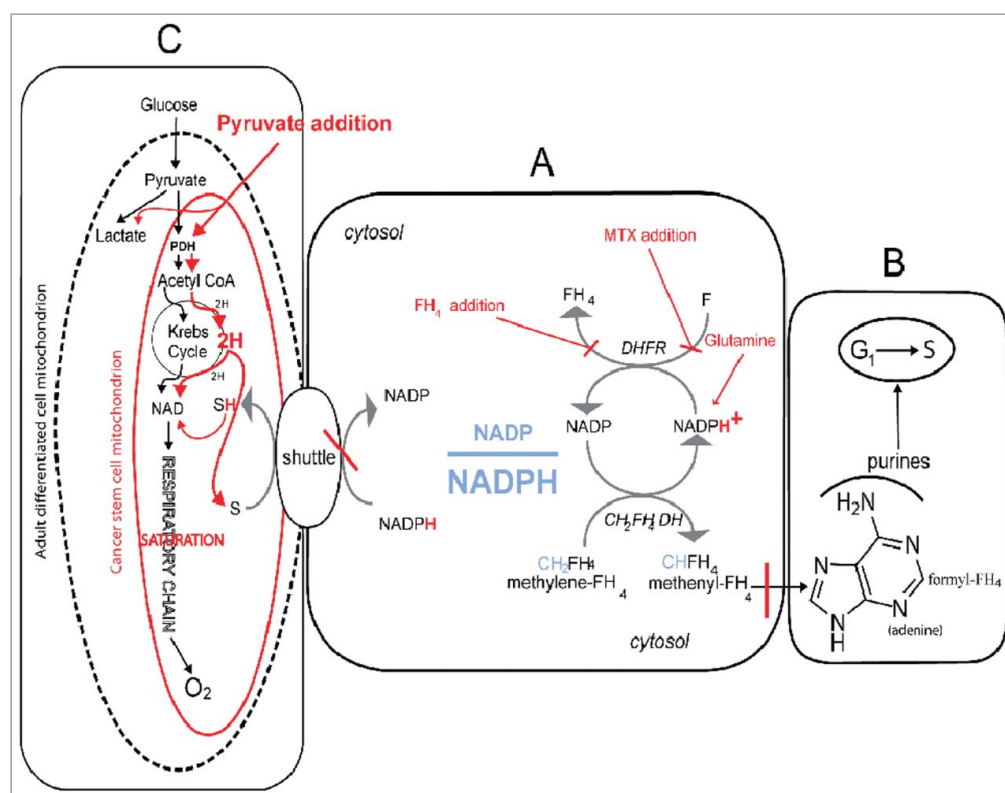 C
Glucose
Pyruvate addition
Pyruvate
Lactate
PDH
Acetyl CoA
2H
Krebs
Cycle
2H
2H
NAD
SH
S
RESPIRATORY CHAIN
SATURATION
O2
Adult differentiated cell mitochondrion
Cancer stem cell mitochondrion
shuttle
A
cytosol
MTX addition
FH4 addition
FH4
F
DHFR
Glutamine
NADP
NADPH
NADP
NADPH
NADP
NADPH+
CH2FH4 DH
CH2FH4
methylene-FH4
CHFH4
methenyl-FH4
cytosol
B
G1 S
purines
H2N
N
N
N
N
H
formyl-FH4
(adenine)